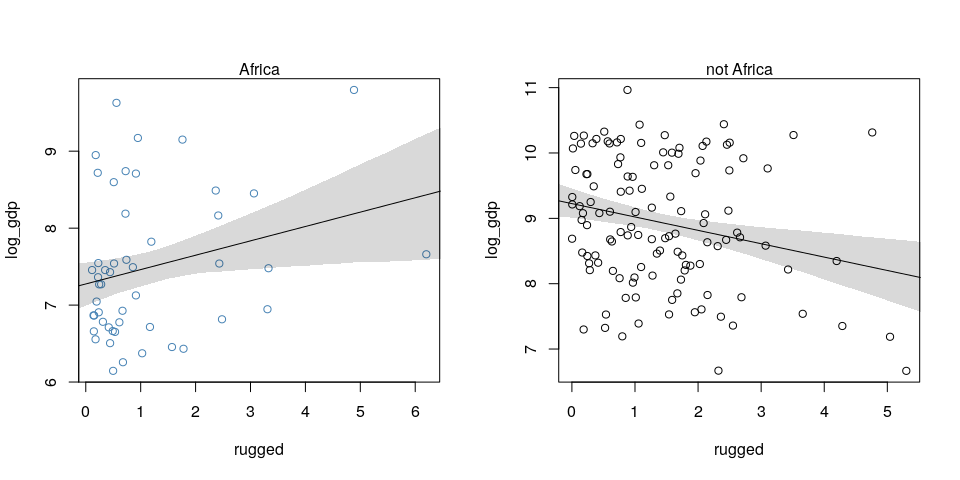 Africa
log_gdp
9
8
7
6
0 1 2 3 4 5 6
rugged
not Africa
log_gdp
11
10
9
8
7
0 1 2 3 4 5
rugged